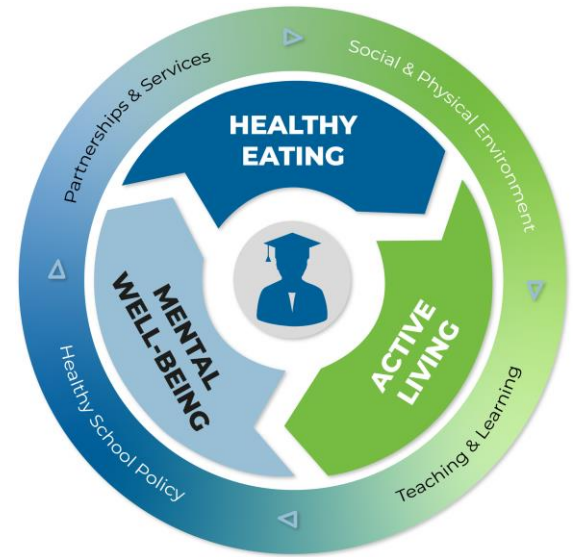 Partnerships & Services
Social & Physical Environment
HEALTHY
EATING
MENTAL
WELL-BEING
ACTIVE
LIVING
Healthy School Policy
Teaching & Learning